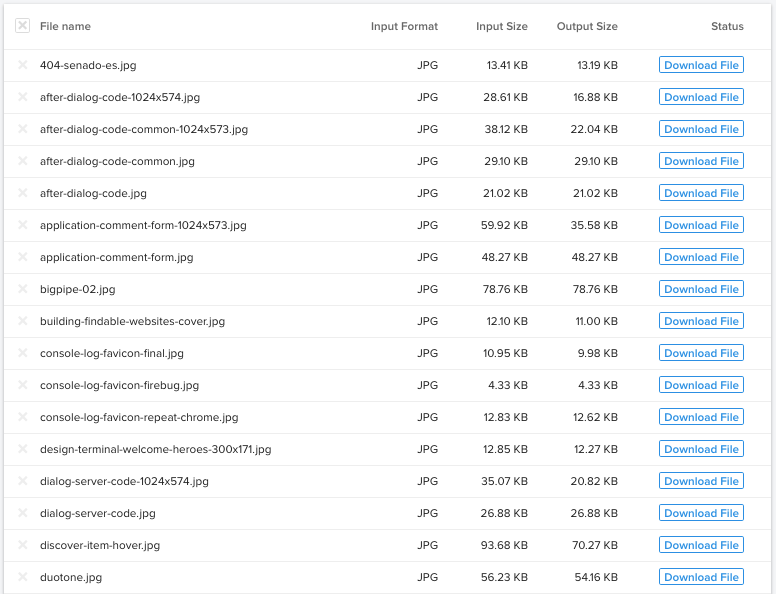 File name Input Format Input Size Output Size Status
404-senado-es.jpg JPG 13.41 KB 13.19 KB Download File
after-dialog-code-1024x574.jpg JPG 28.61 KB 16.88 KB Download File
after-dialog-code-common-1024x573.jpg JPG 38.12 KB 22.04 KB Download File
after-dialog-code-common.jpg JPG 29.10 KB 29.10 KB Download File
after-dialog-code.jpg JPG 21.02 KB 21.02 KB Download File
application-comment-form-1024x573.jpg JPG 59.92 KB 35.58 KB Download File
application-comment-form.jpg JPG 48.27 KB 48.27 KB Download File
bigpipe-02.jpg JPG 78.76 KB 78.76 KB Download File
building-findable-websites-cover.jpg JPG 12.10 KB 11.00 KB Download File
console-log-favicon-final.jpg JPG 10.95 KB 9.98 KB Download File
console-log-favicon-firebug.jpg JPG 4.33 KB 4.33 KB Download File
console-log-favicon-repeat-chrome.jpg JPG 12.83 KB 12.62 KB Download File
design-terminal-welcome-heroes-300x171.jpg JPG 12.85 KB 12.27 KB Download File
dialog-server-code-1024x574.jpg JPG 35.07 KB 20.82 KB Download File
dialog-server-code.jpg JPG 26.88 KB 26.88 KB Download File
discover-item-hover.jpg JPG 93.68 KB 70.27 KB Download File
duotone.jpg JPG 56.23 KB 54.16 KB Download File